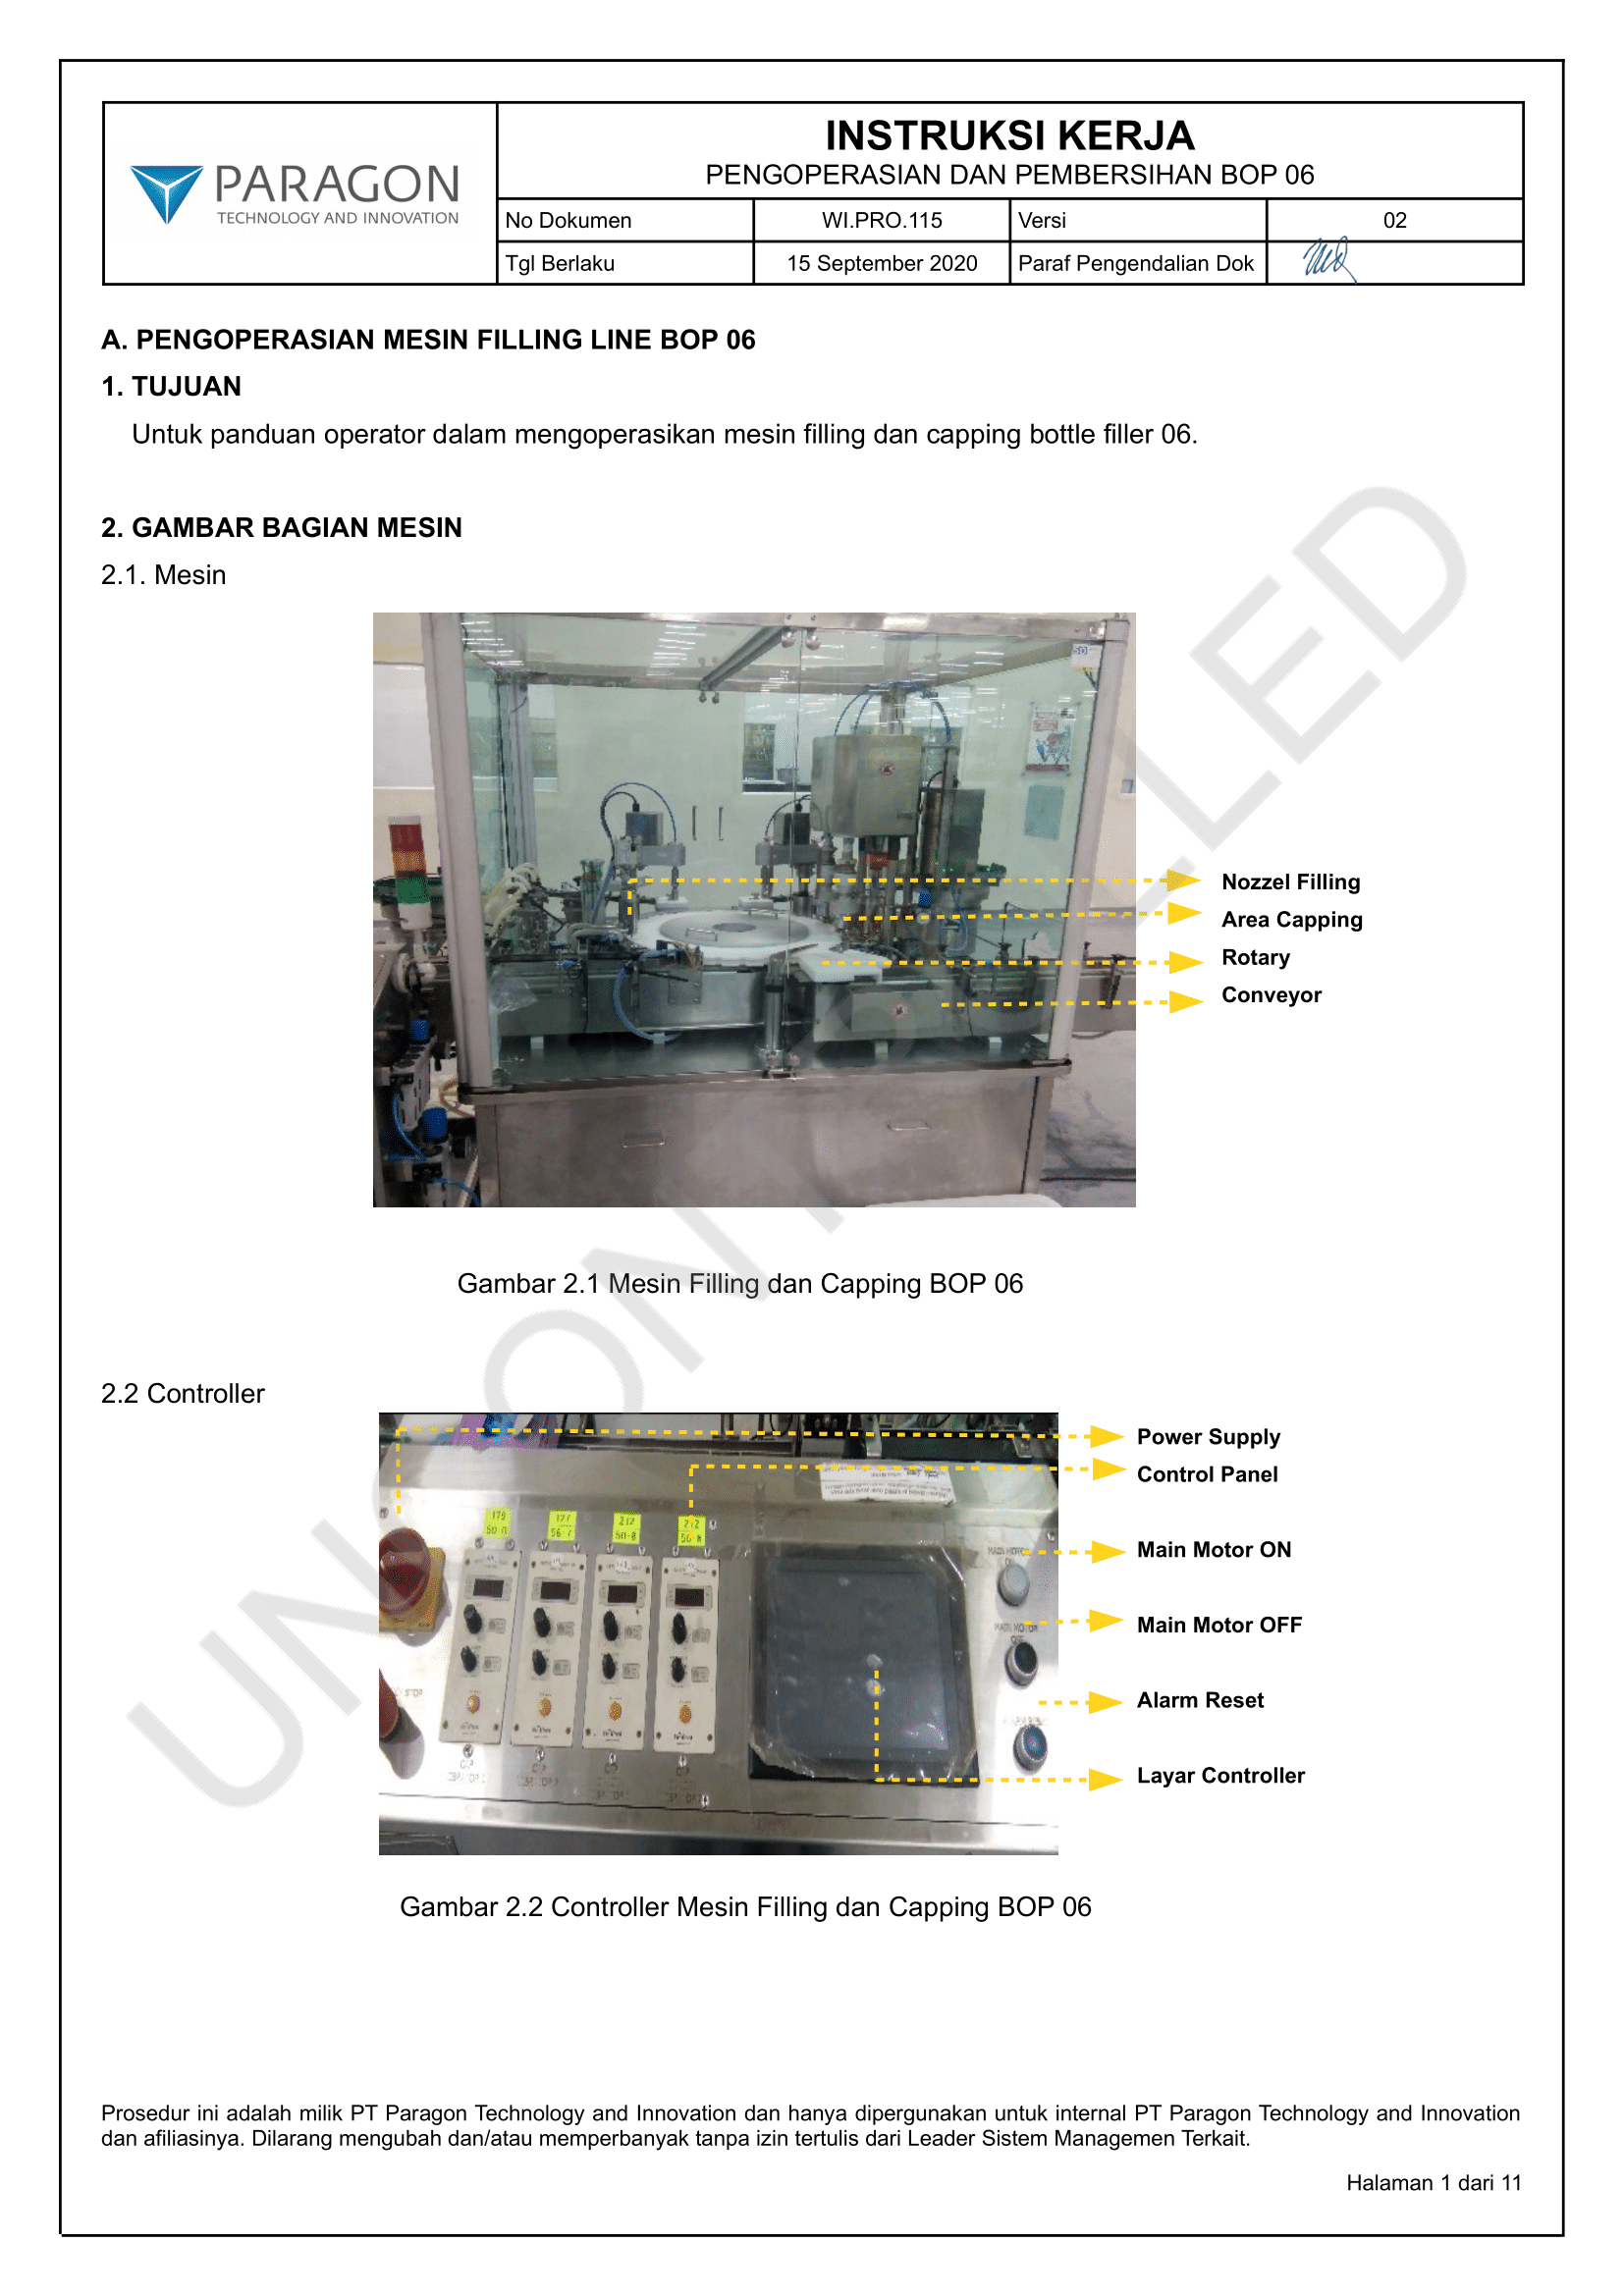 PARAGON
TECHNOLOGY AND INNOVATION
INSTRUKSI KERJA
PENGOPERASIAN DAN PEMBERSIHAN BOP 06
No Dokumen WI.PRO.115 Versi 02
Tgl Berlaku 15 September 2020 Paraf Pengendalian Dok
A. PENGOPERASIAN MESIN FILLING LINE BOP 06
1. TUJUAN
Untuk panduan operator dalam mengoperasikan mesin filling dan capping bottle filler 06.
2. GAMBAR BAGIAN MESIN
2.1. Mesin
Nozzel Filling
Area Capping
Rotary
Conveyor
Gambar 2.1 Mesin Filling dan Capping BOP 06
2.2 Controller
Power Supply
Control Panel
Main Motor ON
Main Motor OFF
Alarm Reset
Layar Controller
179
177
212
212
MAIN MOTOR
Gambar 2.2 Controller Mesin Filling dan Capping BOP 06
Prosedur ini adalah milik PT Paragon Technology and Innovation dan hanya dipergunakan untuk internal PT Paragon Technology and Innovation
dan afiliasinya. Dilarang mengubah dan/atau memperbanyak tanpa izin tertulis dari Leader Sistem Managemen Terkait.
Halaman 1 dari 11